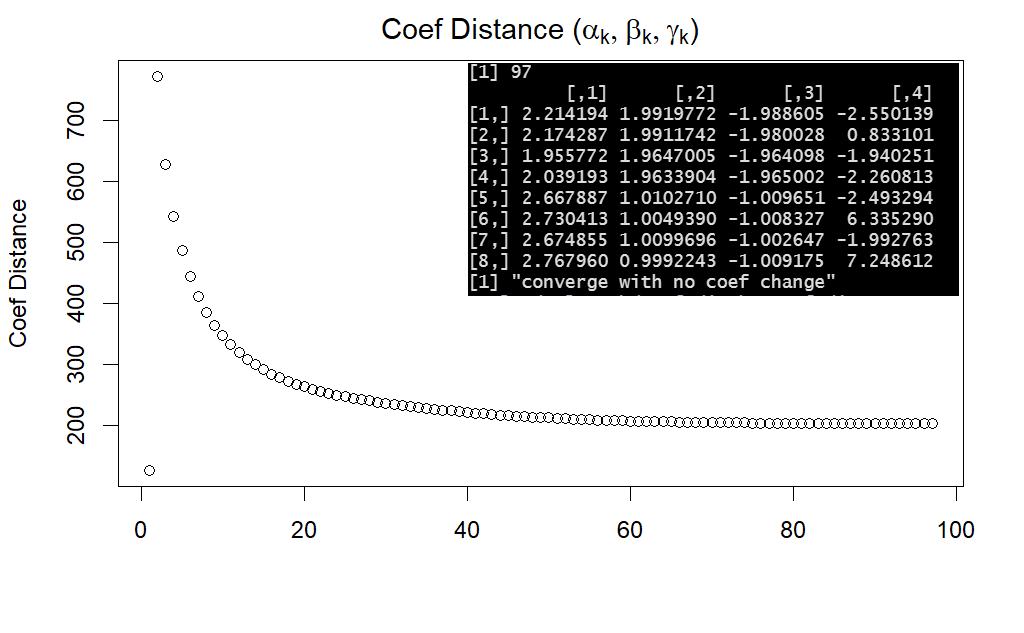 Coef Distance (αk, βk, γk)
[1] 97
[,1] [,2] [,3] [,4]
[1,] 2.214194 1.9919772 -1.988605 -2.550139
[2,] 2.174287 1.9911742 -1.980028 0.833101
[3,] 1.955772 1.9647005 -1.964098 -1.940251
[4,] 2.039193 1.9633904 -1.965002 -2.260813
[5,] 2.667887 1.0102710 -1.009651 -2.493294
[6,] 2.730413 1.0049390 -1.008327 6.335290
[7,] 2.674855 1.0099696 -1.002647 -1.992763
[8,] 2.767960 0.9992243 -1.009175 7.248612
[1] "converge with no coef change"
Coef Distance
700
600
500
400
300
200
0 20 40 60 80 100